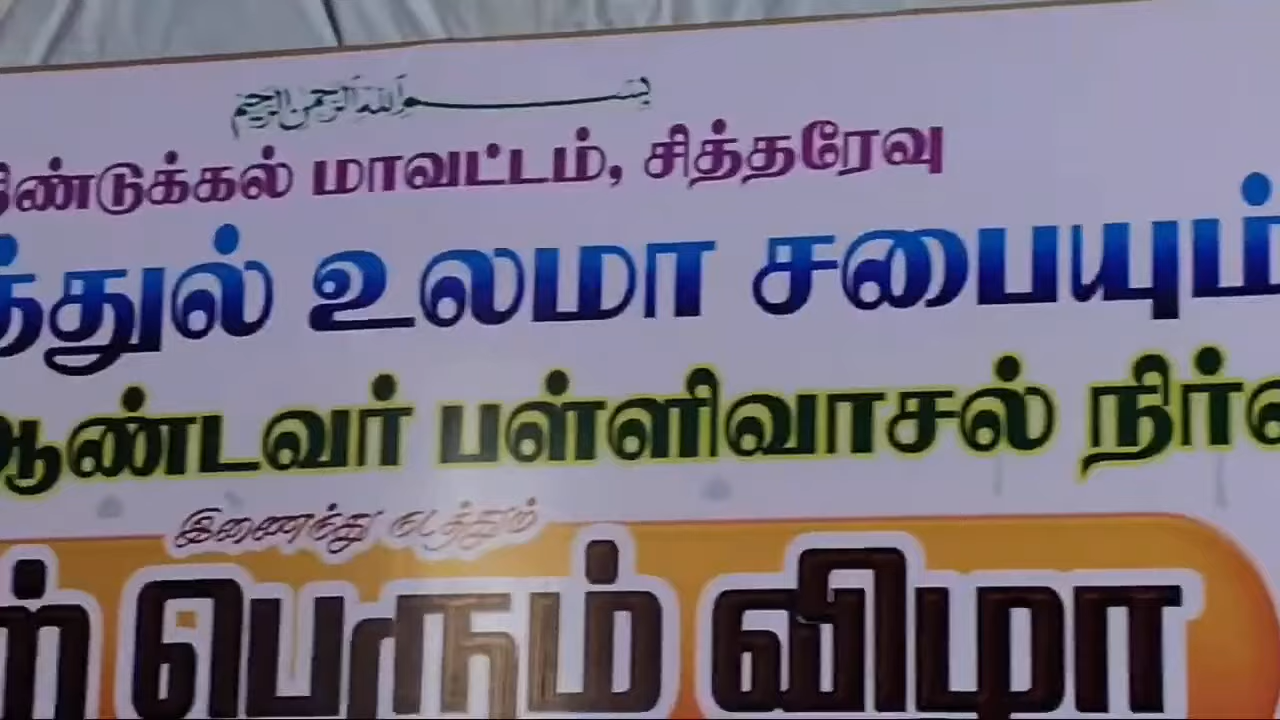 بسم الله الرحمن الرحيم
திண்டுக்கல் மாவட்டம், சித்தரேவு
த்துல் உலமா சபையும்
ஆண்டவர் பள்ளிவாசல்
இணைந்து நடத்தும்
பெரும் விழா